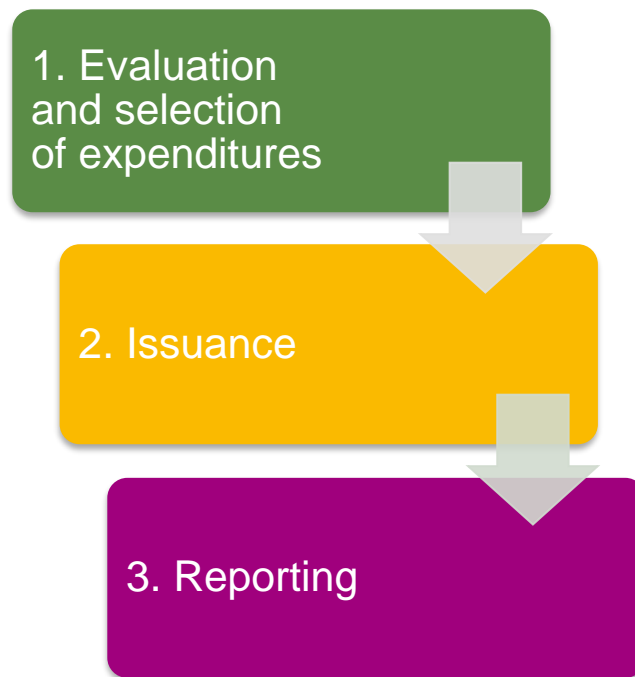 1. Evaluation
and selection
of expenditures
2. Issuance
3. Reporting